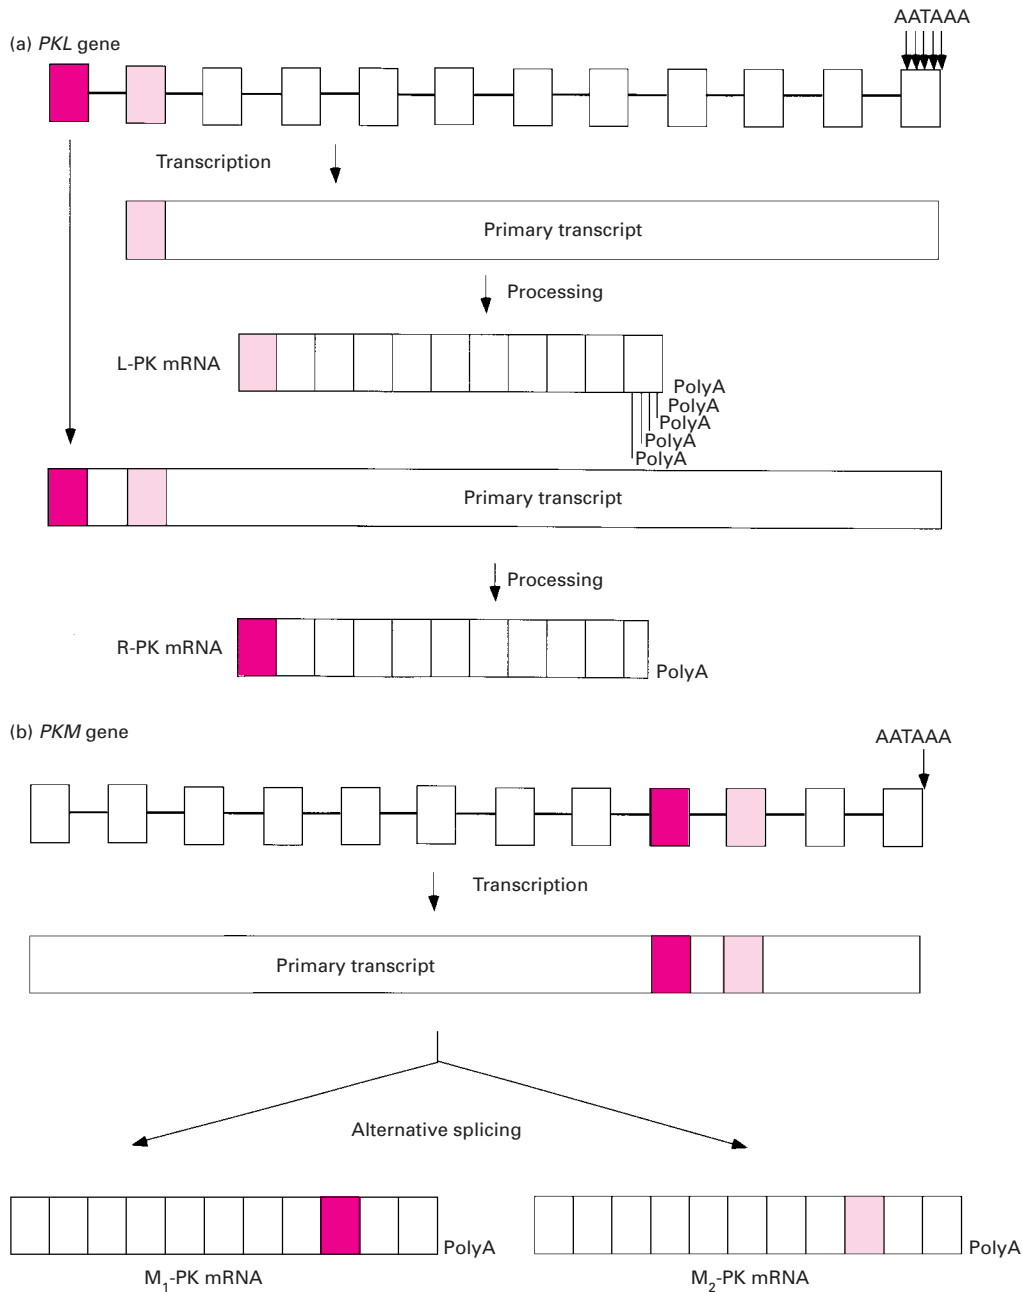 AATAAA
(a) PKL gene
Transcription
Primary transcript
Processing
L-PK mRNA
PolyA
PolyA
PolyA
PolyA
PolyA
Primary transcript
Processing
R-PK mRNA
PolyA
(b) PKM gene
AATAAA
Transcription
Primary transcript
Alternative splicing
PolyA
PolyA
M₁-PK mRNA
M₂-PK mRNA